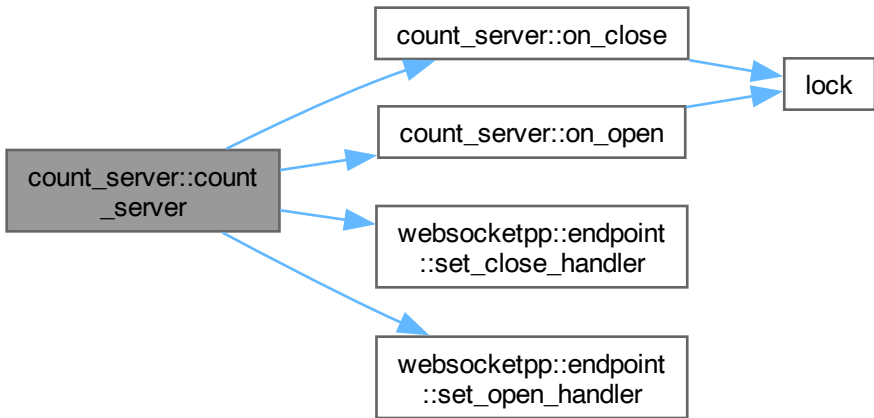 count_server::on_close
lock
count_server::on_open
count_server::count
_server
websocketpp::endpoint
::set_close_handler
websocketpp::endpoint
::set_open_handler